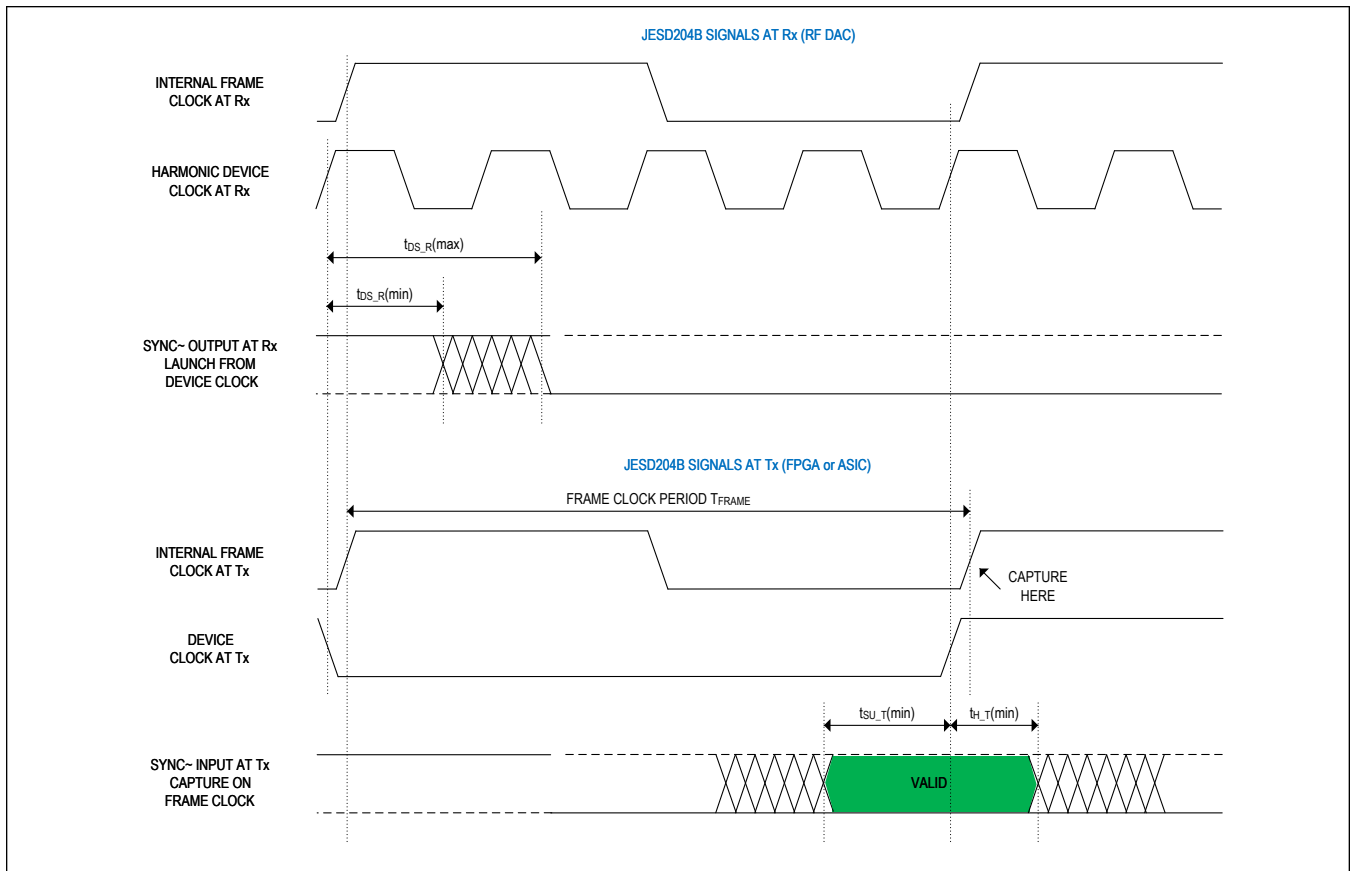 JESD204B SIGNALS AT Rx (RF DAC)
INTERNAL FRAME
CLOCK AT Rx
HARMONIC DEVICE
CLOCK AT Rx
tDS_R(max)
tDS_R(min)
SYNC~ OUTPUT AT Rx
LAUNCH FROM
DEVICE CLOCK
JESD204B SIGNALS AT Tx (FPGA or ASIC)
FRAME CLOCK PERIOD TFRAME
INTERNAL FRAME
CLOCK AT Tx
CAPTURE
HERE
DEVICE
CLOCK AT Tx
tSU_T(min)
tH_T(min)
SYNC~ INPUT AT Tx
CAPTURE ON
FRAME CLOCK
VALID